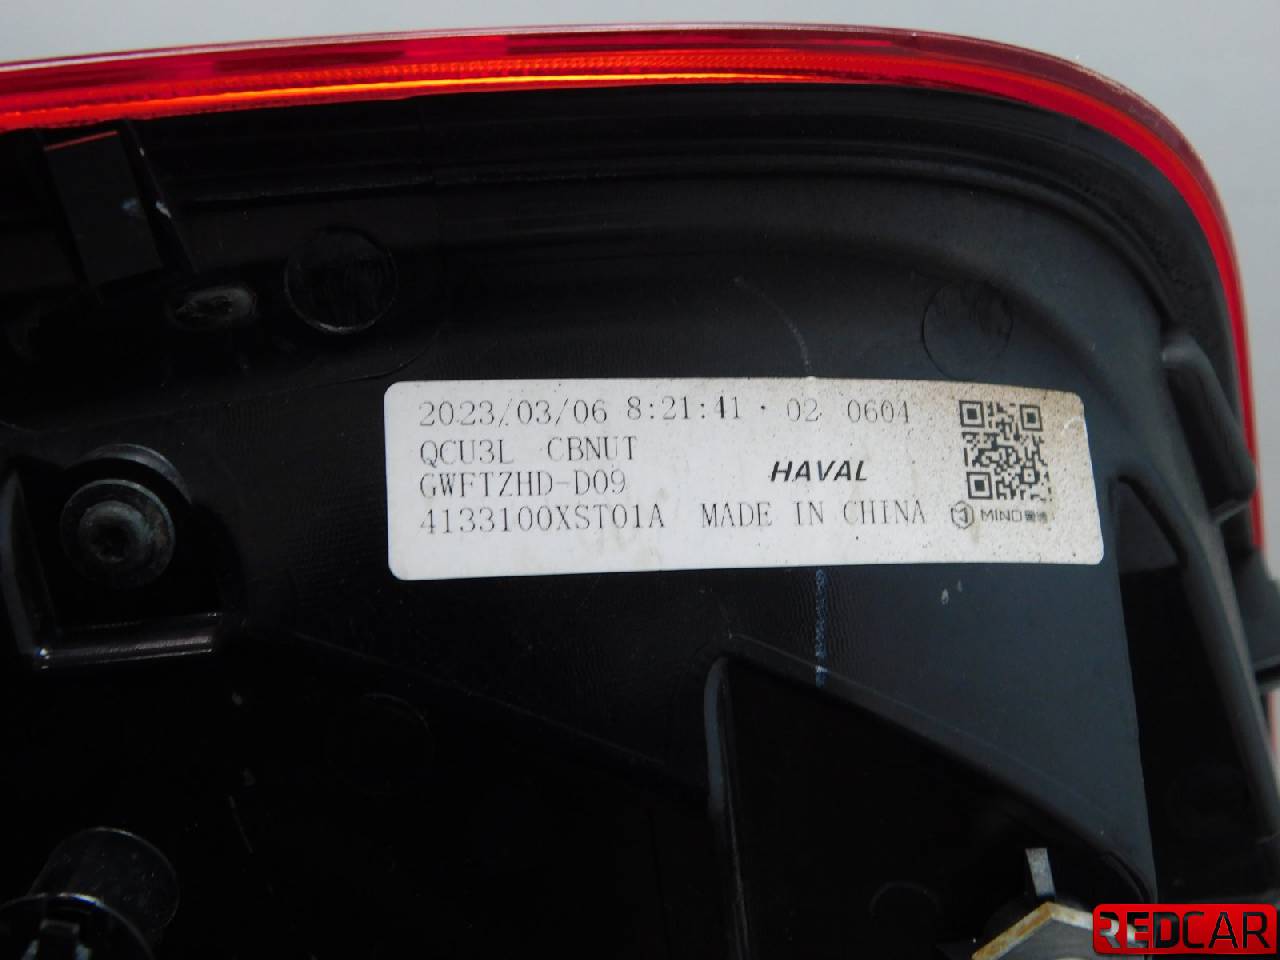 2023/03/06 8:21:41 · 02 0604
QCU3L CBNUT
GWFTZHD-D09
HAVAL
4133100XST01A MADE IN CHINA
MIND
REDCAR